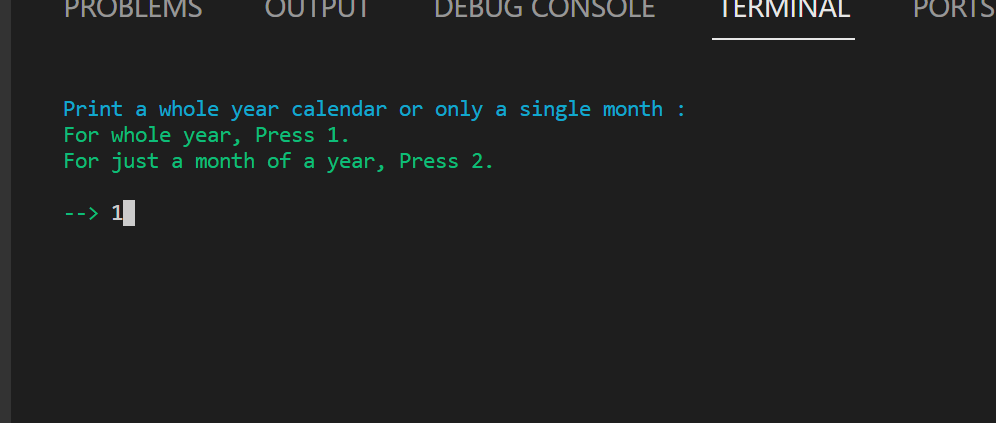 PROBLEMS OUTPUT DEBUG CONSOLE TERMINAL PORTS
Print a whole year calendar or only a single month :
For whole year, Press 1.
For just a month of a year, Press 2.
--> 1